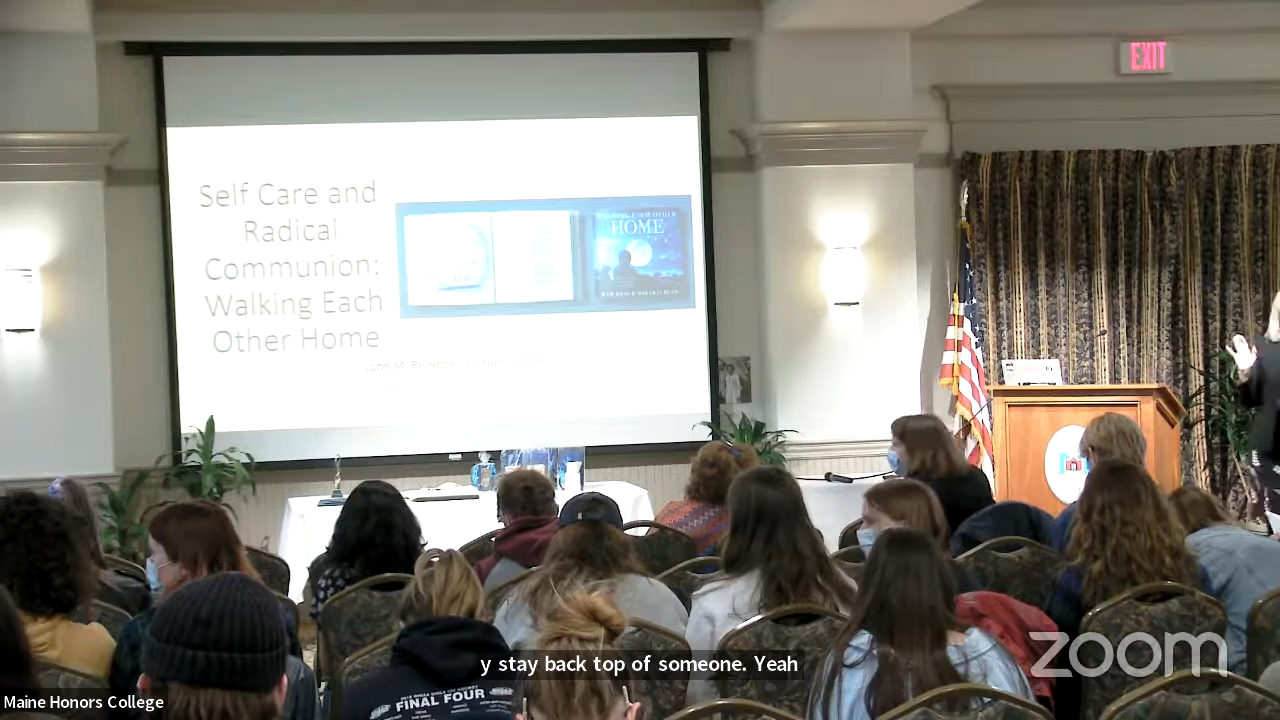 EXIT
Self Care and
Radical
Communion:
Walking Each
Other Home
HOME
John M.
y stay back top of someone. Yeah
zoom
Maine Honors College
FINAL FOUR